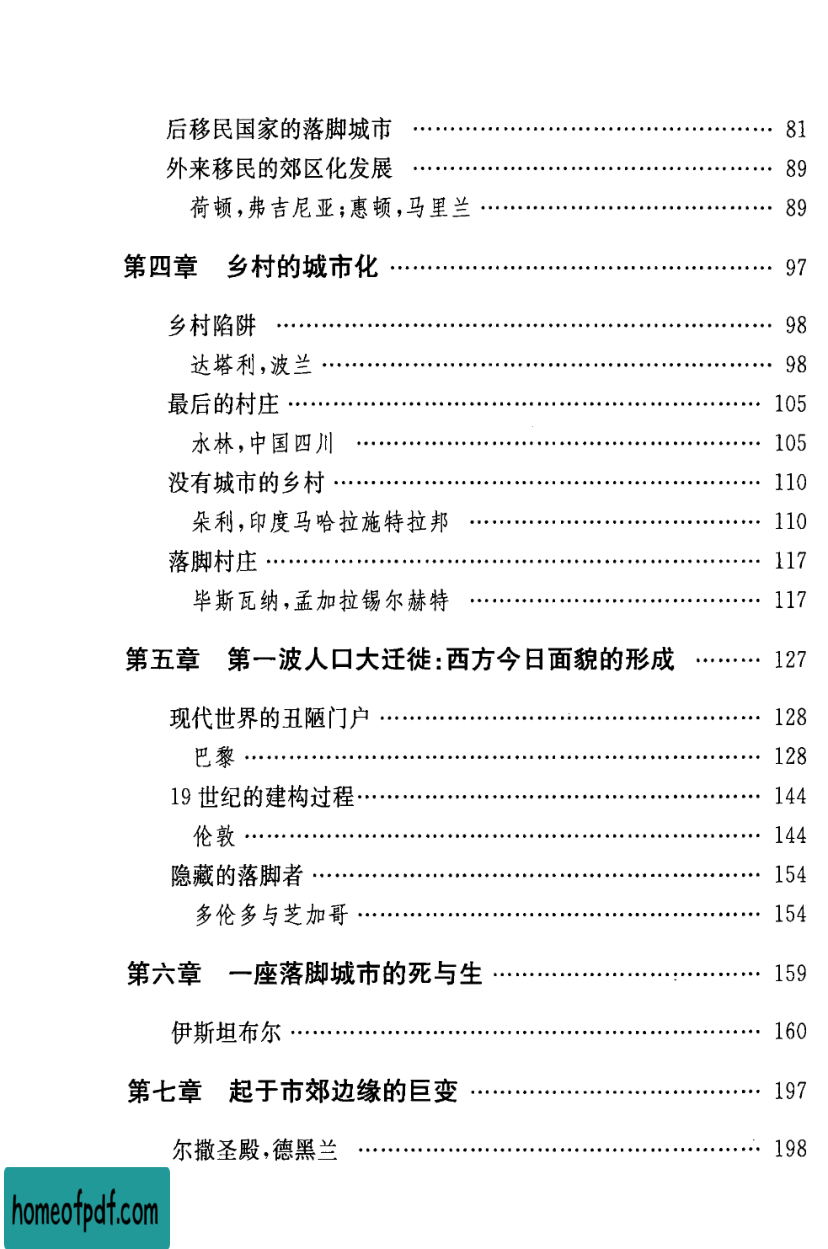 后移民国家的落脚城市 …………………………………………… 81
外来移民的郊区化发展 …………………………………………… 89
荷顿,弗吉尼亚;惠顿,马里兰 ………………………………… 89
第四章 乡村的城市化 …………………………………………… 97
乡村陷阱 ………………………………………………………… 98
达塔利,波兰 …………………………………………………… 98
最后的村庄 ……………………………………………………… 105
水林,中国四川 ………………………………………………… 105
没有城市的乡村 ………………………………………………… 110
朵利,印度马哈拉施特拉邦 …………………………………… 110
落脚村庄 ………………………………………………………… 117
毕斯瓦纳,孟加拉锡尔赫特 …………………………………… 117
第五章 第一波人口大迁徙:西方今日面貌的形成 ……… 127
现代世界的丑陋门户 …………………………………………… 128
巴黎 ……………………………………………………………… 128
19 世纪的建构过程 ……………………………………………… 144
伦敦 ……………………………………………………………… 144
隐藏的落脚者 …………………………………………………… 154
多伦多与芝加哥 ………………………………………………… 154
第六章 一座落脚城市的死与生 ……………………………… 159
伊斯坦布尔 ……………………………………………………… 160
第七章 起于市郊边缘的巨变 ………………………………… 197
尔撒圣殿,德黑兰 ……………………………………………… 198
homeofpdf.com